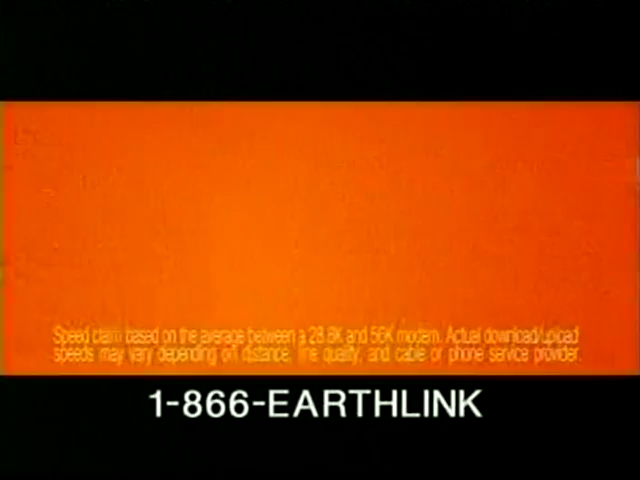 Speed claim based on the average between a 28.8K and 56K modem. Actual download/upload
speeds may vary depending on distance, line quality, and cable or phone service provider.
1-866-EARTHLINK